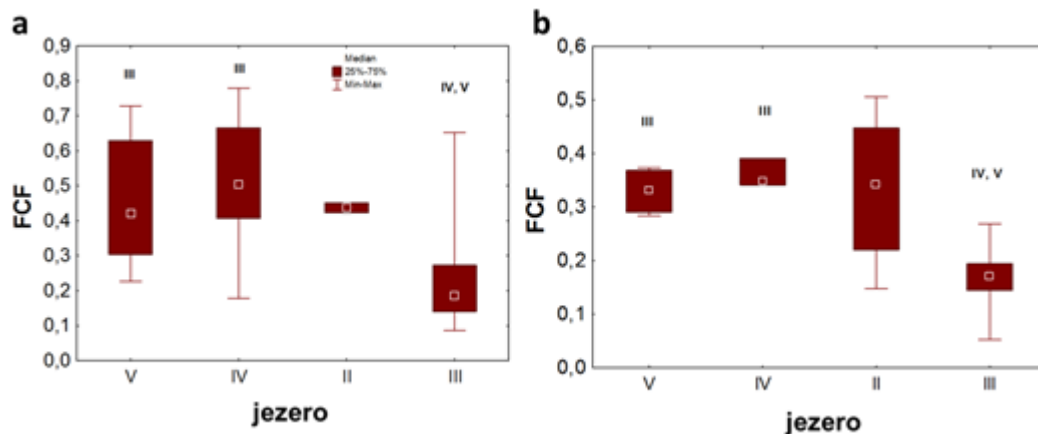 a
0,9
0,8
0,7
0,6
0,5
0,4
0,3
0,2
0,1
0,0
FCF
III
III
IV, V
Median
25%-75%
Min-Max
V IV II III
jezero
b
0,6
0,5
0,4
0,3
0,2
0,1
0,0
FCF
III
III
IV, V
V IV II III
jezero